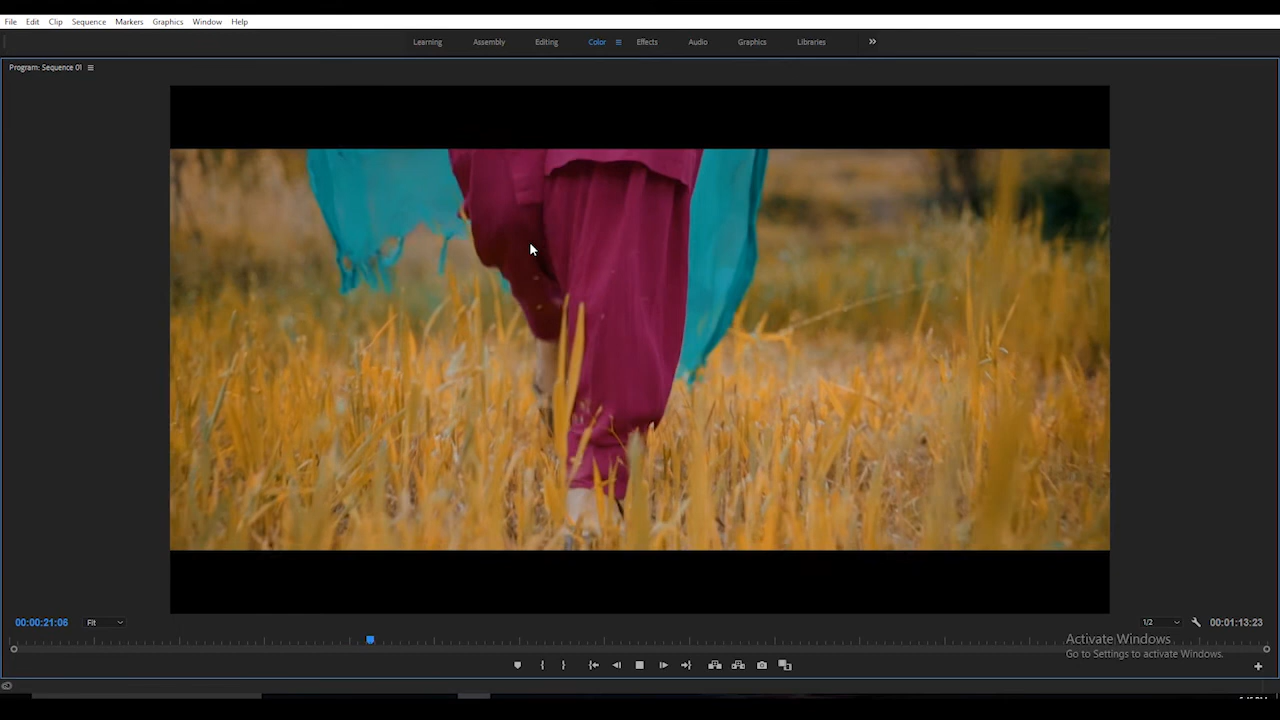 File Edit Clip Sequence Markers Graphics Window Help
Learning Assembly Editing Color Effects Audio Graphics Libraries
Program: Sequence 01
00:00:21:06 Fit 1/2 00:01:13:23
Activate Windows
Go to Settings to activate Windows.